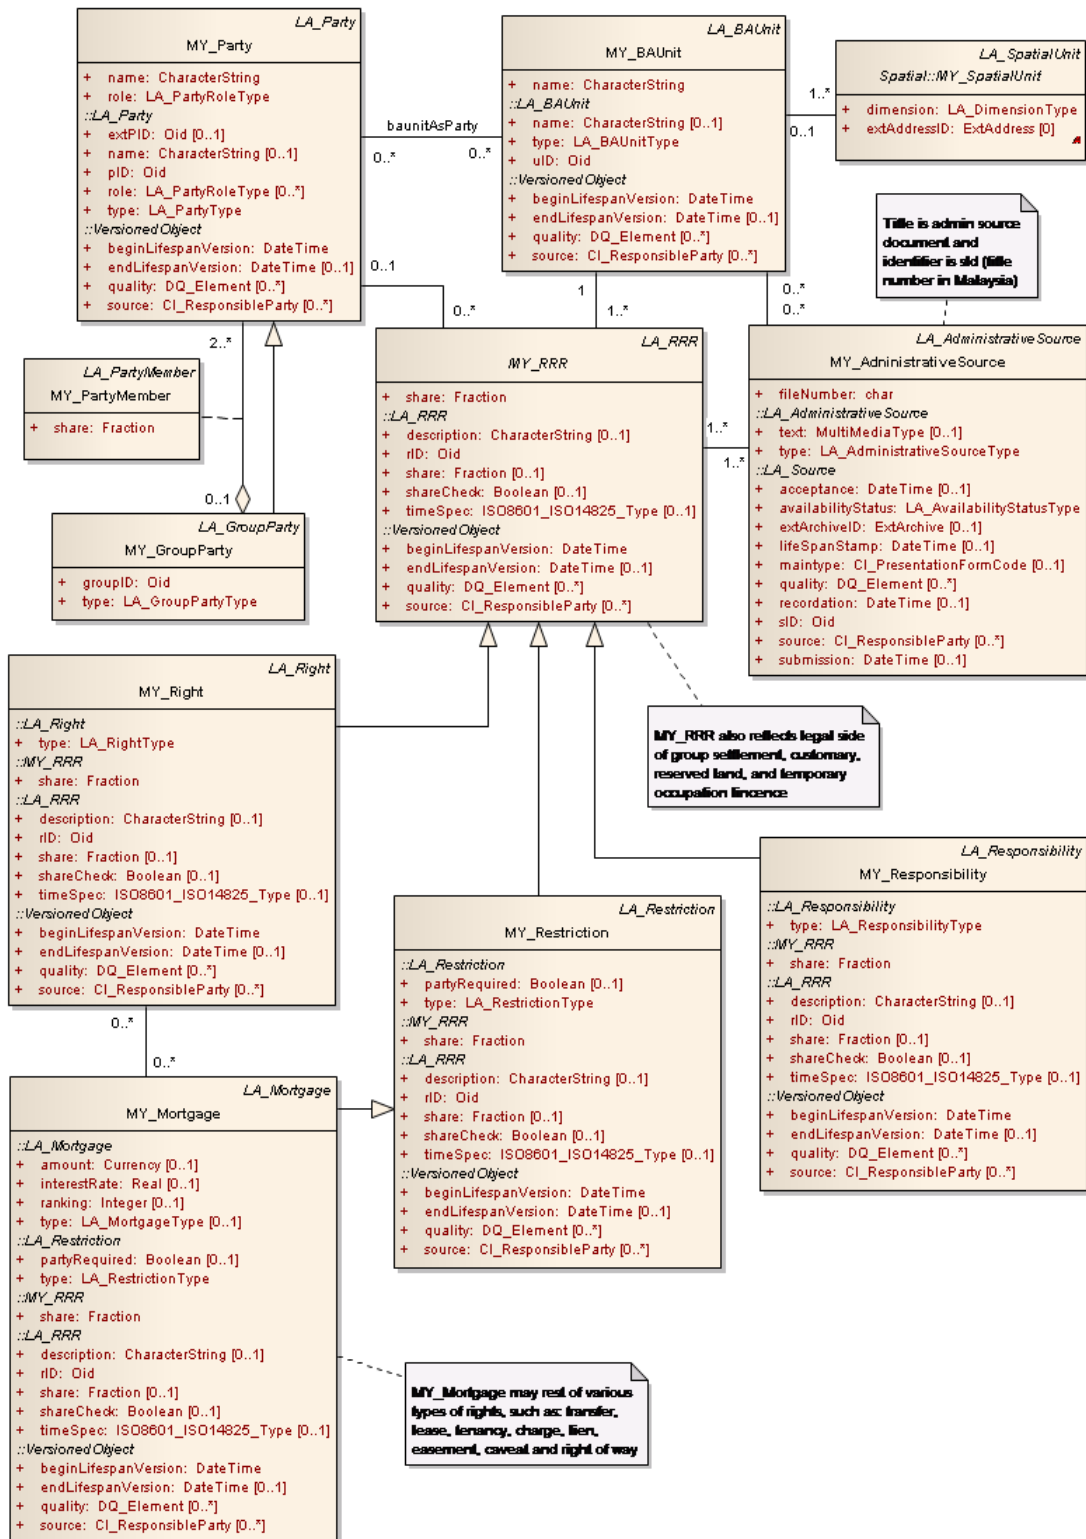 LA_Party
MY_Party
+ name: CharacterString
+ role: LA_PartyRoleType
::LA_Party
+ extPID: Oid [0..1]
+ name: CharacterString [0..1]
+ pID: Oid
+ role: LA_PartyRoleType [0..*]
+ type: LA_PartyType
::VersionedObject
+ beginLifespanVersion: DateTime
+ endLifespanVersion: DateTime [0..1]
+ quality: DQ_Element [0..*]
+ source: CI_ResponsibleParty [0..*]
baunitAsParty
0..*
0..*
LA_BAUnit
MY_BAUnit
+ name: CharacterString
::LA_BAUnit
+ name: CharacterString [0..1]
+ type: LA_BAUnitType
+ uID: Oid
::VersionedObject
+ beginLifespanVersion: DateTime
+ endLifespanVersion: DateTime [0..1]
+ quality: DQ_Element [0..*]
+ source: CI_ResponsibleParty [0..*]
1..*
0..1
LA_SpatialUnit
Spatial::MY_SpatialUnit
+ dimension: LA_DimensionType
+ extAddressID: ExtAddress [0]
Title is admin source
document and
identifier is sId (title
number in Malaysia)
0..1
0..*
1
1..*
0..*
0..*
2..*
0..1
LA_PartyMember
MY_PartyMember
+ share: Fraction
LA_GroupParty
MY_GroupParty
+ groupID: Oid
+ type: LA_GroupPartyType
LA_RRR
MY_RRR
+ share: Fraction
::LA_RRR
+ description: CharacterString [0..1]
+ rID: Oid
+ share: Fraction [0..1]
+ shareCheck: Boolean [0..1]
+ timeSpec: ISO8601_ISO14825_Type [0..1]
::VersionedObject
+ beginLifespanVersion: DateTime
+ endLifespanVersion: DateTime [0..1]
+ quality: DQ_Element [0..*]
+ source: CI_ResponsibleParty [0..*]
1..*
1..*
LA_AdministrativeSource
MY_AdninistrativeSource
+ fileNumber: char
::LA_AdministrativeSource
+ text: MultiMediaType [0..1]
+ type: LA_AdministrativeSourceType
::LA_Source
+ acceptance: DateTime [0..1]
+ availabilityStatus: LA_AvailabilityStatusType
+ extArchiveID: ExtArchive [0..1]
+ lifeSpanStamp: DateTime [0..1]
+ maintype: CI_PresentationFormCode [0..1]
+ quality: DQ_Element [0..*]
+ recordation: DateTime [0..1]
+ sID: Oid
+ source: CI_ResponsibleParty [0..*]
+ submission: DateTime [0..1]
MY_RRR also reflects legal side
of group settlement, customary,
reserved land, and temporary
occupation lincence
LA_Right
MY_Right
::LA_Right
+ type: LA_RightType
::MY_RRR
+ share: Fraction
::LA_RRR
+ description: CharacterString [0..1]
+ rID: Oid
+ share: Fraction [0..1]
+ shareCheck: Boolean [0..1]
+ timeSpec: ISO8601_ISO14825_Type [0..1]
::VersionedObject
+ beginLifespanVersion: DateTime
+ endLifespanVersion: DateTime [0..1]
+ quality: DQ_Element [0..*]
+ source: CI_ResponsibleParty [0..*]
0..*
0..*
LA_Restriction
MY_Restriction
::LA_Restriction
+ partyRequired: Boolean [0..1]
+ type: LA_RestrictionType
::MY_RRR
+ share: Fraction
::LA_RRR
+ description: CharacterString [0..1]
+ rID: Oid
+ share: Fraction [0..1]
+ shareCheck: Boolean [0..1]
+ timeSpec: ISO8601_ISO14825_Type [0..1]
::VersionedObject
+ beginLifespanVersion: DateTime
+ endLifespanVersion: DateTime [0..1]
+ quality: DQ_Element [0..*]
+ source: CI_ResponsibleParty [0..*]
LA_Responsibility
MY_Responsibility
::LA_Responsibility
+ type: LA_ResponsibilityType
::MY_RRR
+ share: Fraction
::LA_RRR
+ description: CharacterString [0..1]
+ rID: Oid
+ share: Fraction [0..1]
+ shareCheck: Boolean [0..1]
+ timeSpec: ISO8601_ISO14825_Type [0..1]
::VersionedObject
+ beginLifespanVersion: DateTime
+ endLifespanVersion: DateTime [0..1]
+ quality: DQ_Element [0..*]
+ source: CI_ResponsibleParty [0..*]
LA_Mortgage
MY_Mortgage
::LA_Mortgage
+ amount: Currency [0..1]
+ interestRate: Real [0..1]
+ ranking: Integer [0..1]
+ type: LA_MortgageType [0..1]
::LA_Restriction
+ partyRequired: Boolean [0..1]
+ type: LA_RestrictionType
::MY_RRR
+ share: Fraction
::LA_RRR
+ description: CharacterString [0..1]
+ rID: Oid
+ share: Fraction [0..1]
+ shareCheck: Boolean [0..1]
+ timeSpec: ISO8601_ISO14825_Type [0..1]
::VersionedObject
+ beginLifespanVersion: DateTime
+ endLifespanVersion: DateTime [0..1]
+ quality: DQ_Element [0..*]
+ source: CI_ResponsibleParty [0..*]
MY_Mortgage may rest of various
types of rights, such as: transfer,
lease, tenancy, charge, lien,
easement, caveat and right of way